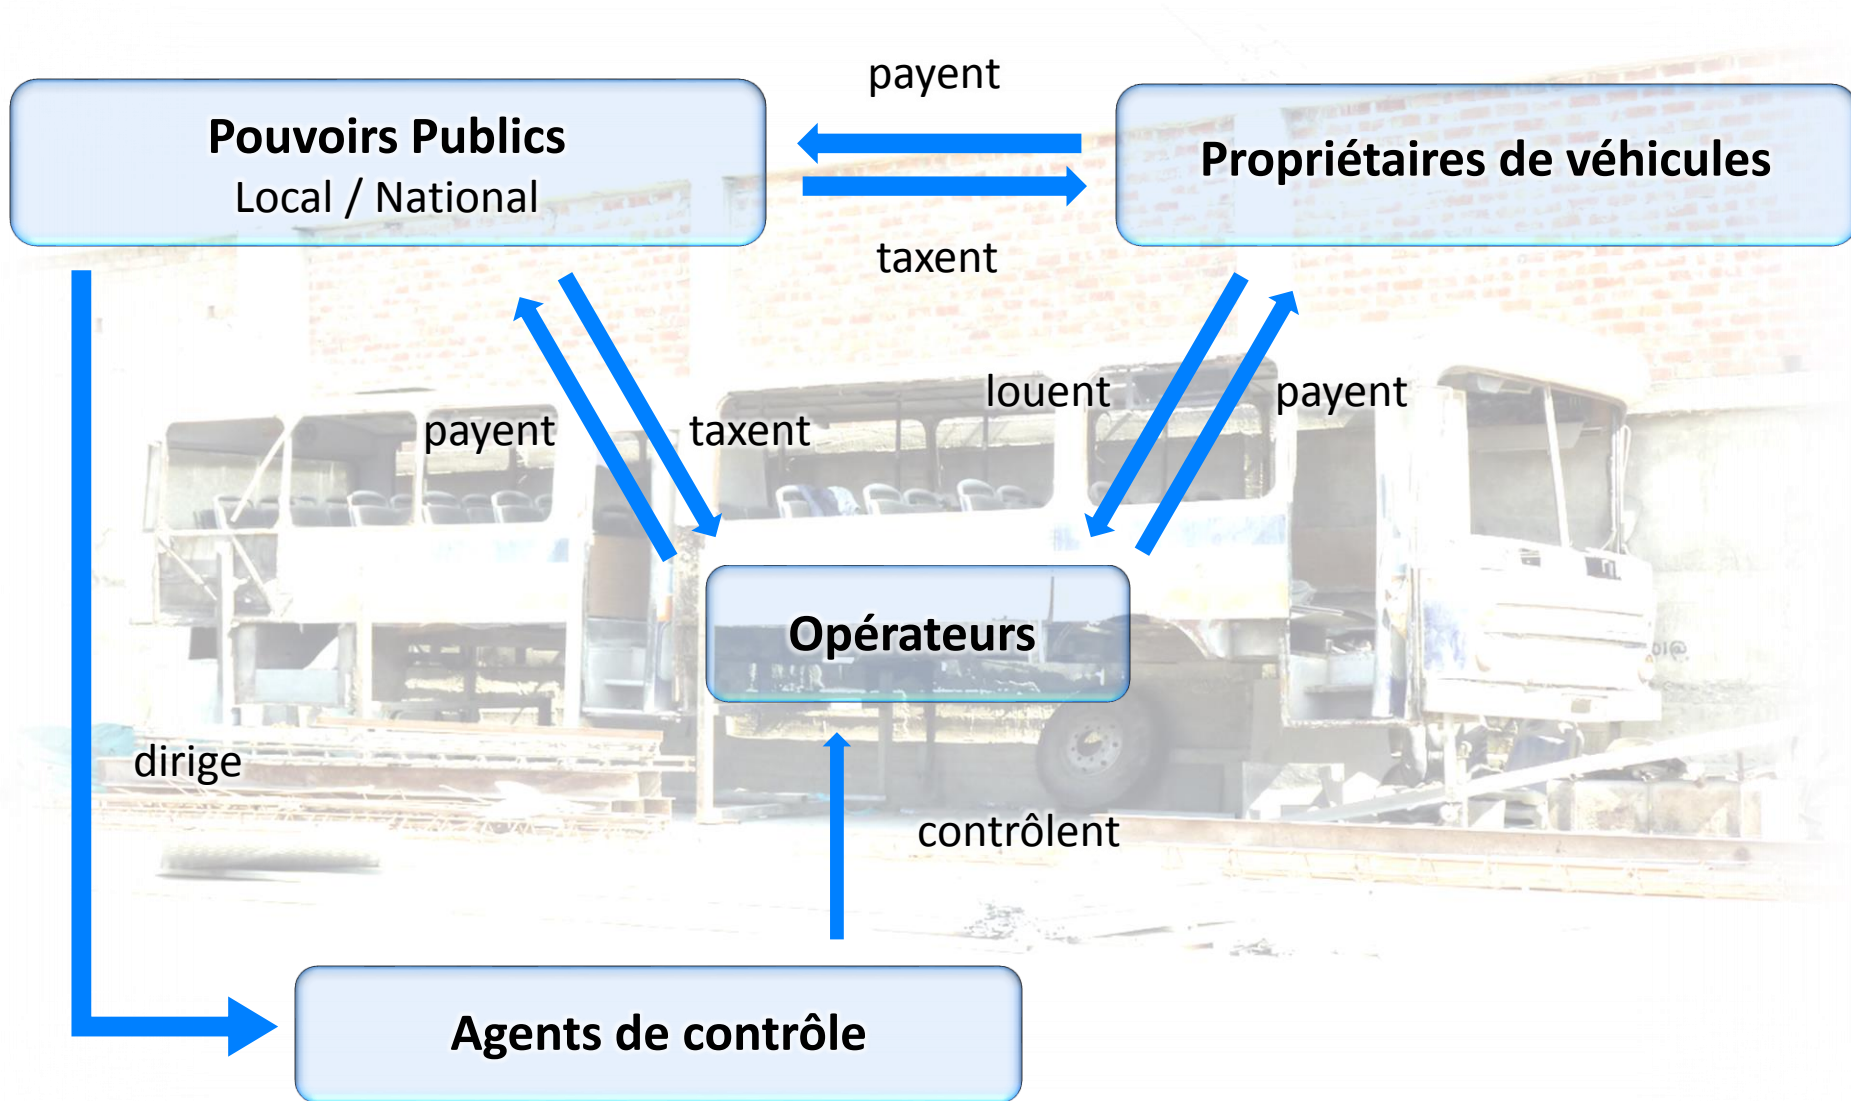 payent
Pouvoirs Publics
Local / National
Propriétaires de véhicules
taxent
louent
payent
payent
taxent
Opérateurs
dirige
contrôlent
Agents de contrôle